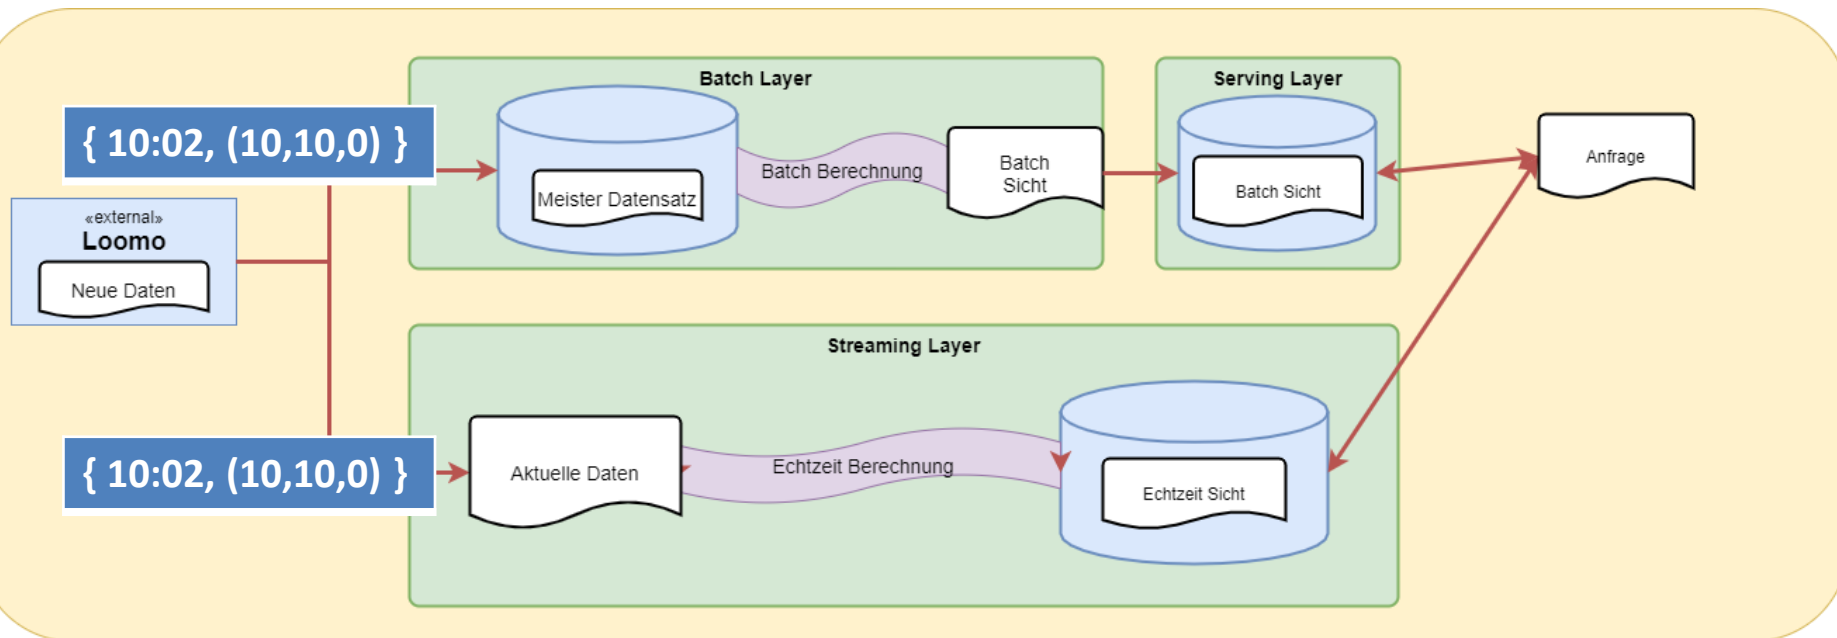 Batch Layer
Serving Layer
{ 10:02, (10,10,0) }
Meister Datensatz
Batch Berechnung
Batch
Sicht
Batch Sicht
Anfrage
«external»
Loomo
Neue Daten
Streaming Layer
{ 10:02, (10,10,0) }
Aktuelle Daten
Echtzeit Berechnung
Echtzeit Sicht